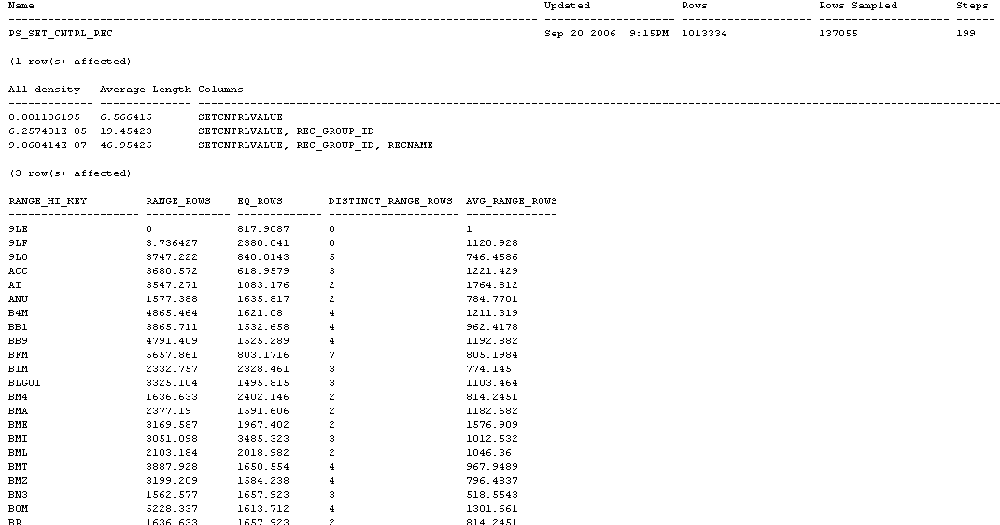 Name Updated Rows Rows Sampled Steps
PS_SET_CNTRL_REC Sep 20 2006 9:15PM 1013334 137055 199
(1 row(s) affected)
All density Average Length Columns
0.001106195 6.566415 SETCNTRLVALUE
6.257431E-05 19.45423 SETCNTRLVALUE, REC_GROUP_ID
9.868414E-07 46.95425 SETCNTRLVALUE, REC_GROUP_ID, RECNAME
(3 row(s) affected)
RANGE_HI_KEY RANGE_ROWS EQ_ROWS DISTINCT_RANGE_ROWS AVG_RANGE_ROWS
9LE 0 817.9087 0 1
9LF 3.736427 2380.041 0 1120.928
9LO 3747.222 840.0143 5 746.4586
ACC 3680.572 618.9579 3 1221.429
AI 3547.271 1083.176 2 1764.812
ANU 1577.388 1635.817 2 784.7701
B4M 4865.464 1621.08 4 1211.319
BB1 3865.711 1532.658 4 962.4178
BB9 4791.409 1525.289 4 1192.882
BFM 5657.861 803.1716 7 805.1984
BIM 2332.757 2328.461 3 774.145
BLG01 3325.104 1495.815 3 1103.464
BM4 1636.633 2402.146 2 814.2451
BMA 2377.19 1591.606 2 1182.682
BME 3169.587 1967.402 2 1576.909
BMI 3051.098 3485.323 3 1012.532
BML 2103.184 2018.982 2 1046.36
BMT 3887.928 1650.554 4 967.9489
BMZ 3199.209 1584.238 4 796.4837
BN3 1562.577 1657.923 3 518.5543
BOM 5228.337 1613.712 4 1301.661
BR 1636.633 1657.923 2 814.2451